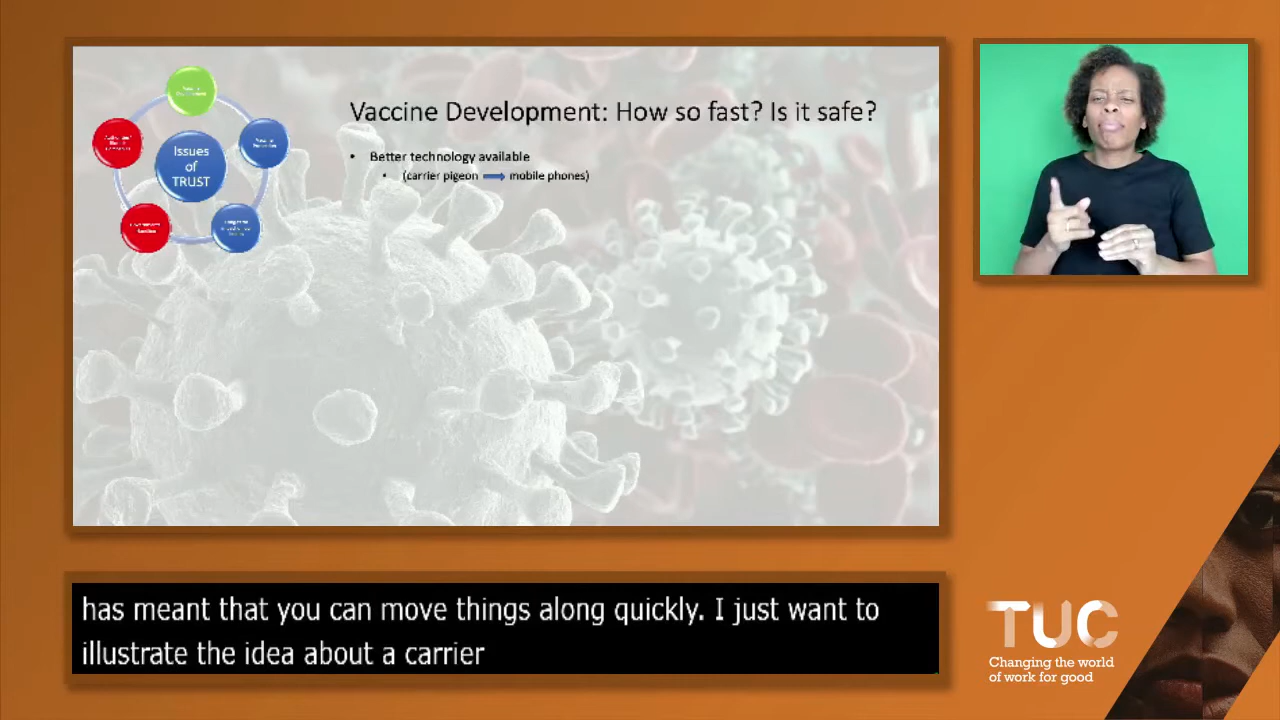 Vaccine Development: How so fast? Is it safe?
• Better technology available
• (carrier pigeon mobile phones)
Issues
of
TRUST
has meant that you can move things along quickly. I just want to
illustrate the idea about a carrier
TUC
Changing the world
of work for good